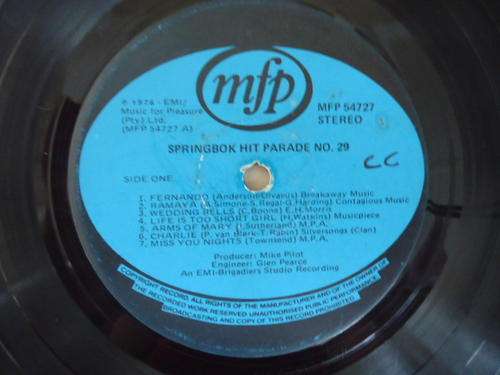 mfp
℗ 1976 - EMI/
Music for Pleasure
(Pty) Ltd.
(MFP 54727 A)
MFP 54727
STEREO
SPRINGBOK HIT PARADE NO. 29
CC
SIDE ONE
1. FERNANDO (Anderson-Ulvaeus) Breakaway Music
2. HAMAYA (A. Simone-S. Regal-G. Harding) Contagious Music
3. WEDDING BELLS (C. Boone) E.H. Morris
4. LIFE IS TOO SHORT GIRL (H. Watkins) Musicpiece
5. ARMS OF MARY (I. Sutherland) M.P.A.
6. CHARLIE (P. van Blerk-T. Rabin) Silversongs (Clan)
7. MISS YOU NIGHTS (Townsend) M.P.A.
Producer: Mike Pilot
Engineer: Glen Pearce
An EMI-Brigadiers Studio Recording
COPYRIGHT RECORD. ALL RIGHTS OF THE MANUFACTURER AND OF THE OWNER OF
THE RECORDED WORK RESERVED UNAUTHORISED PUBLIC PERFORMANCE,
BROADCASTING AND COPY OF THIS RECORD PROHIBITED